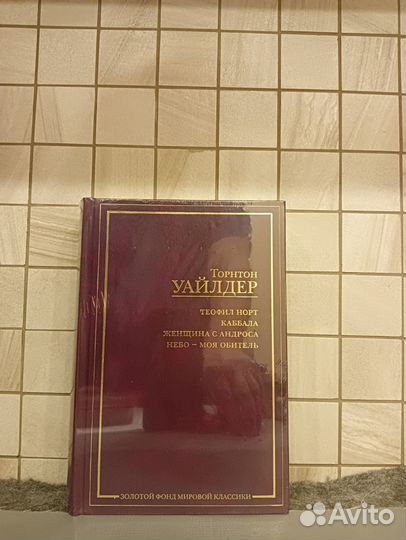 Торнтон
УАЙЛДЕР
ТЕОФИЛ НОРТ
КАББАЛА
ЖЕНЩИНА С АНДРОСА
НЕБО – МОЯ ОБИТЕЛЬ
ЗОЛОТОЙ ФОНД МИРОВОЙ КЛАССИКИ
Avito